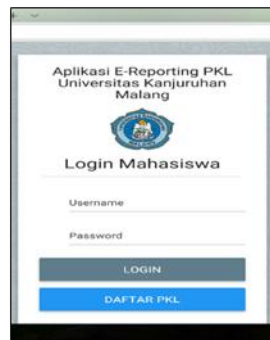 Aplikasi E-Reporting PKL
Universitas Kanjuruhan
Malang
Login Mahasiswa
Username
Password
LOGIN
DAFTAR PKL